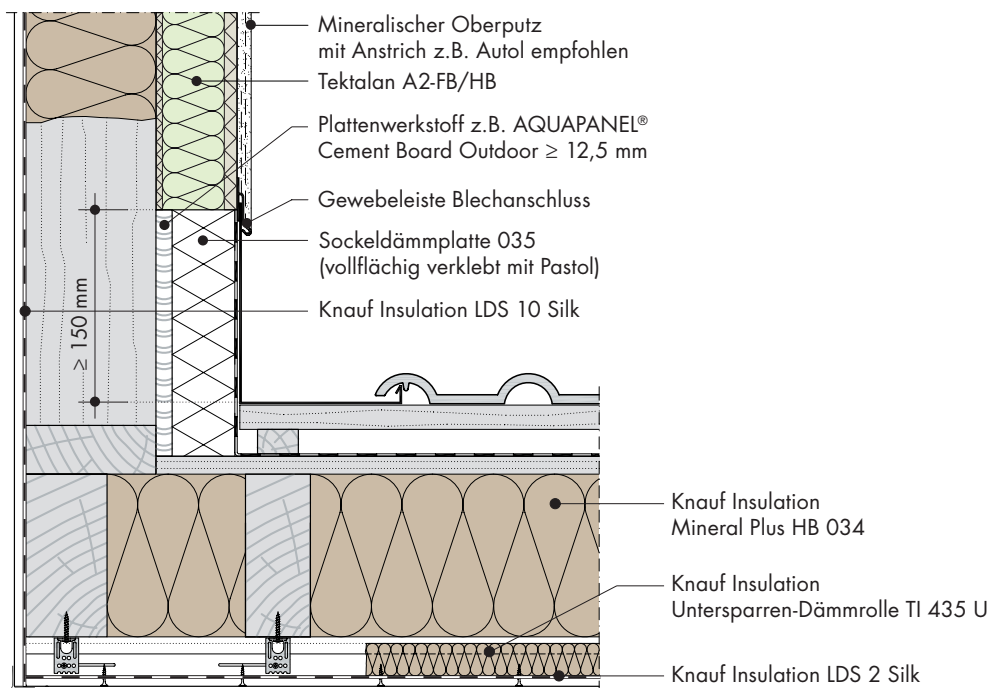 Mineralischer Oberputz
mit Anstrich z.B. Autol empfohlen
Tektalan A2-FB/HB
Plattenwerkstoff z.B. AQUAPANEL®
Cement Board Outdoor ≥ 12,5 mm
Gewebeleiste Blechanschluss
Sockeldämmplatte 035
(vollflächig verklebt mit Pastol)
Knauf Insulation LDS 10 Silk
≥ 150 mm
Knauf Insulation
Mineral Plus HB 034
Knauf Insulation
Untersparren-Dämmrolle TI 435 U
Knauf Insulation LDS 2 Silk